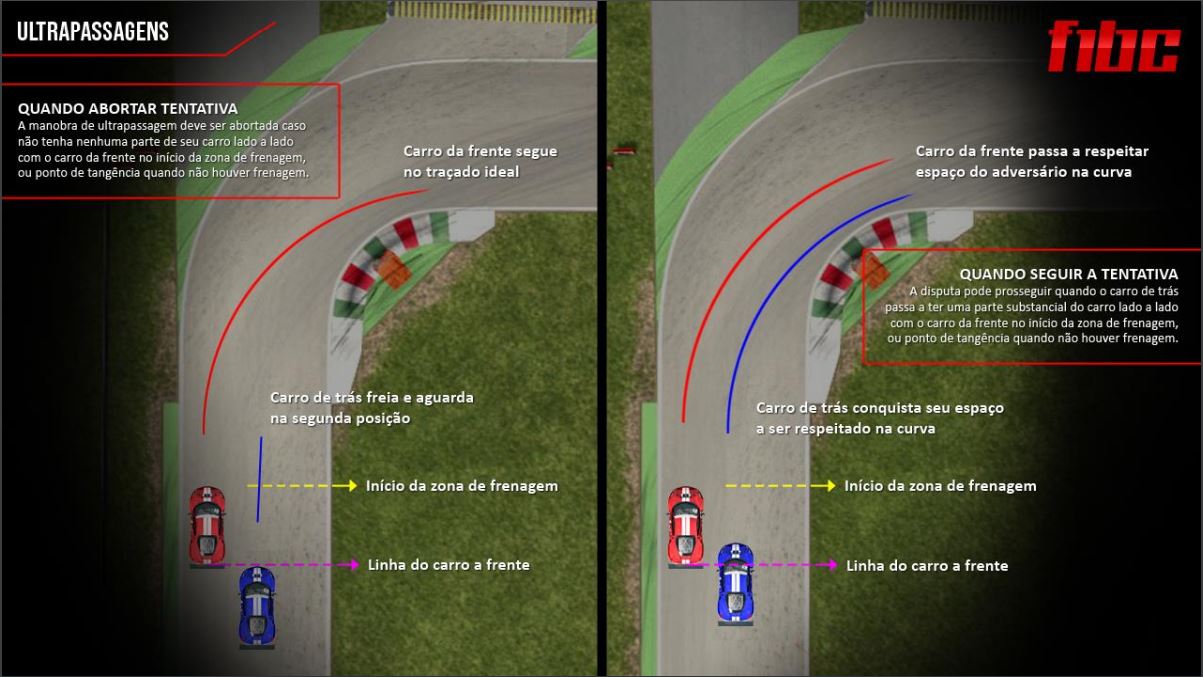 ULTRAPASSAGENS
QUANDO ABORTAR TENTATIVA
A manobra de ultrapassagem deve ser abortada caso
não tenha nenhuma parte de seu carro lado a lado
com o carro da frente no início da zona de frenagem,
ou ponto de tangência quando não houver frenagem.
Carro da frente segue
no traçado ideal
Carro de trás freia e aguarda
na segunda posição
Início da zona de frenagem
Linha do carro a frente
f1bc
Carro da frente passa a respeitar
espaço do adversário na curva
QUANDO SEGUIR A TENTATIVA
A disputa pode prosseguir quando o carro de trás
passa a ter uma parte substancial do carro lado a lado
com o carro da frente no início da zona de frenagem,
ou ponto de tangência quando não houver frenagem.
Carro de trás conquista seu espaço
a ser respeitado na curva
Início da zona de frenagem
Linha do carro a frente